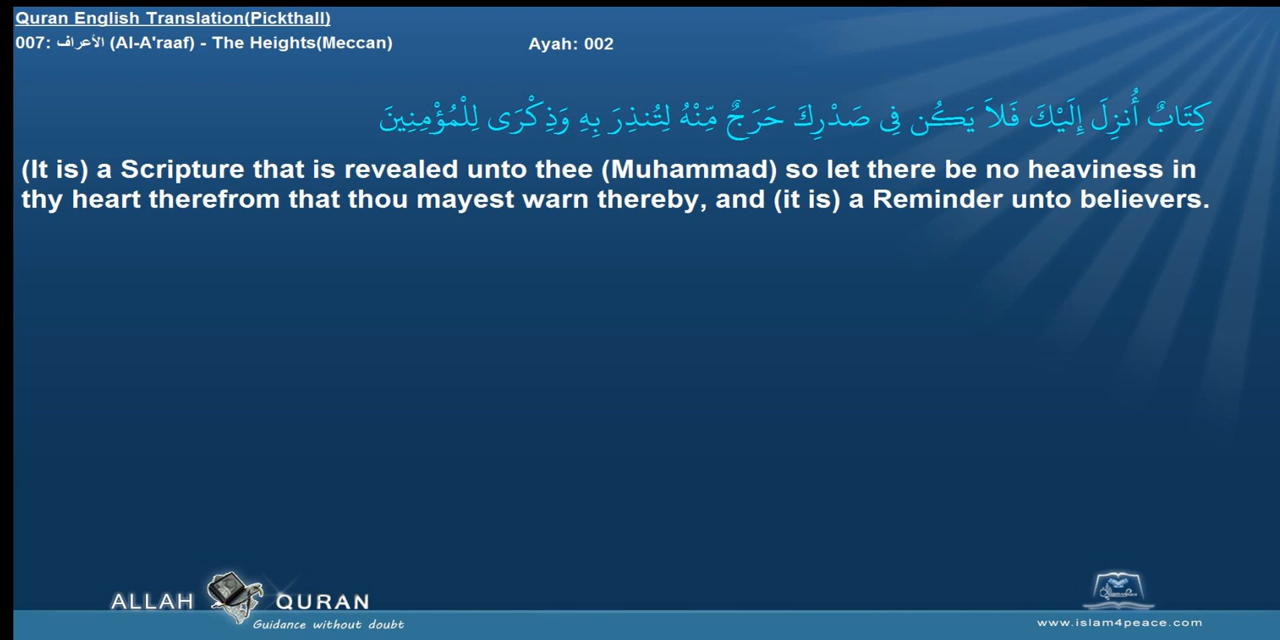 Quran English Translation(Pickthall)
007: الأعراف (Al-A'raaf) - The Heights(Meccan) Ayah: 002
كِتَابٌ أُنزِلَ إِلَيْكَ فَلاَ يَكُن فِى صَدْرِكَ حَرَجٌ مِّنْهُ لِتُنذِرَ بِهِ وَذِكْرَى لِلْمُؤْمِنِينَ
(It is) a Scripture that is revealed unto thee (Muhammad) so let there be no heaviness in
thy heart therefrom that thou mayest warn thereby, and (it is) a Reminder unto believers.
ALLAH QURAN
Guidance without doubt
www.islam4peace.com